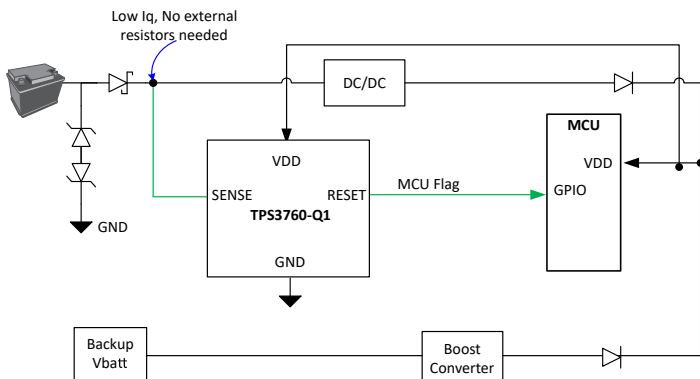 Low Iq, No external
resistors needed
DC/DC
MCU
VDD
VDD
SENSE
RESET
MCU Flag
GPIO
TPS3760-Q1
GND
GND
Backup
Vbatt
Boost
Converter